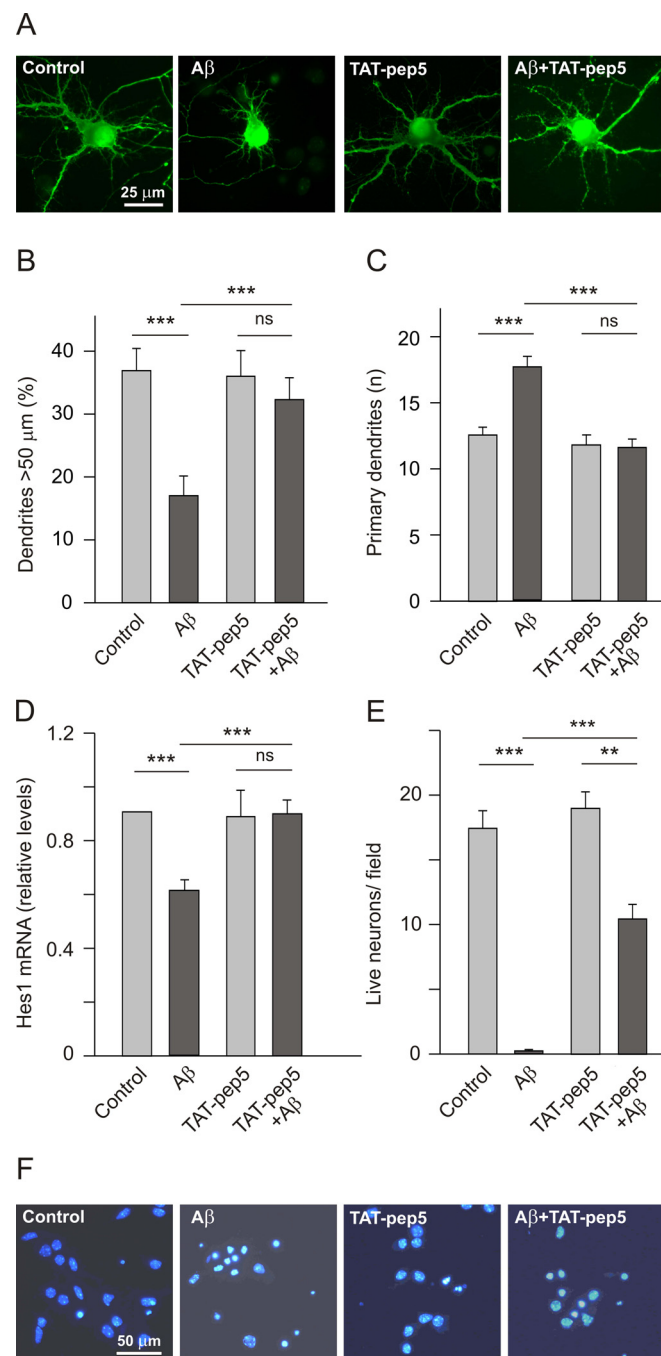 A
Control
Aβ
TAT-pep5
Aβ+TAT-pep5
25 μm
B
Dendrites >50 μm (%)
40
30
20
10
0
***
***
ns
Control
Aβ
TAT-pep5
TAT-pep5
+Aβ
C
Primary dendrites (n)
20
15
10
5
0
***
***
ns
Control
Aβ
TAT-pep5
TAT-pep5
+Aβ
D
Hes1 mRNA (relative levels)
1.2
0.8
0.4
0
***
***
ns
Control
Aβ
TAT-pep5
TAT-pep5
+Aβ
E
Live neurons/ field
20
10
0
***
***
**
Control
Aβ
TAT-pep5
TAT-pep5
+Aβ
F
Control
Aβ
TAT-pep5
Aβ+TAT-pep5
50 μm